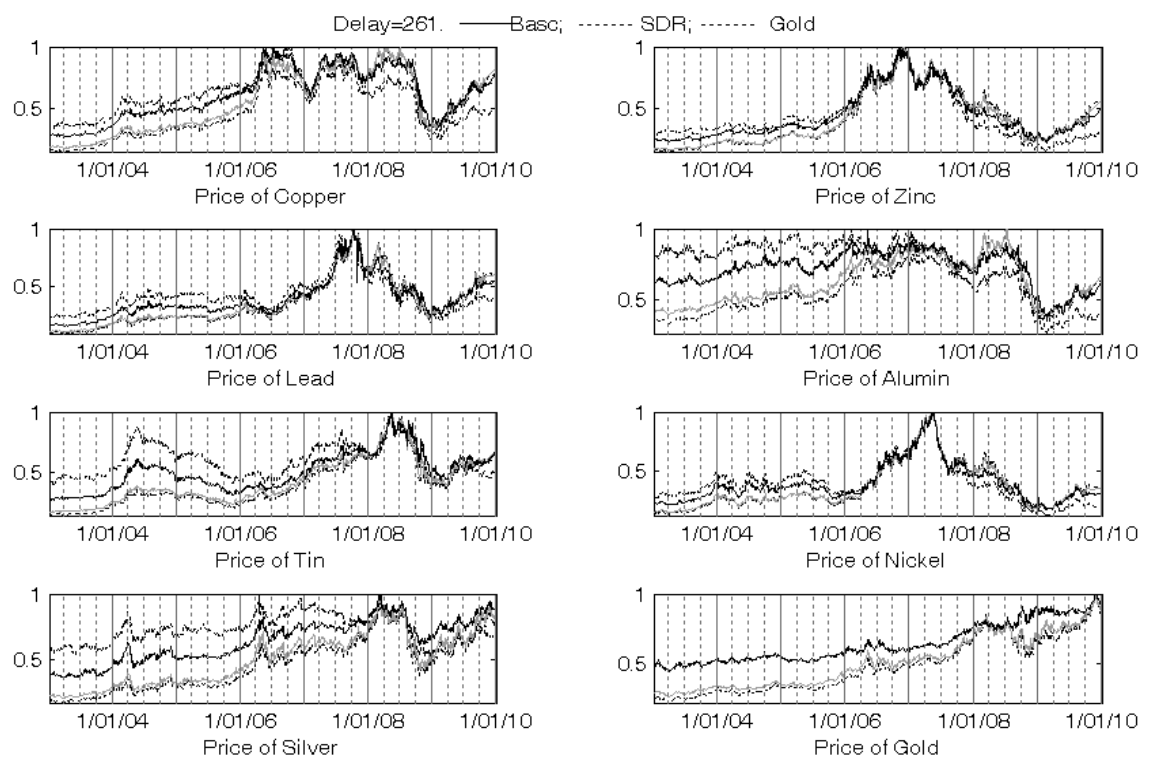 Delay=261. Basc; SDR; Gold
1 1
0.5 0.5
1/01/04 1/01/06 1/01/08 1/01/10 1/01/04 1/01/06 1/01/08 1/01/10
Price of Copper Price of Zinc
1 1
0.5 0.5
1/01/04 1/01/06 1/01/08 1/01/10 1/01/04 1/01/06 1/01/08 1/01/10
Price of Lead Price of Alumin
1 1
0.5 0.5
1/01/04 1/01/06 1/01/08 1/01/10 1/01/04 1/01/06 1/01/08 1/01/10
Price of Tin Price of Nickel
1 1
0.5 0.5
1/01/04 1/01/06 1/01/08 1/01/10 1/01/04 1/01/06 1/01/08 1/01/10
Price of Silver Price of Gold